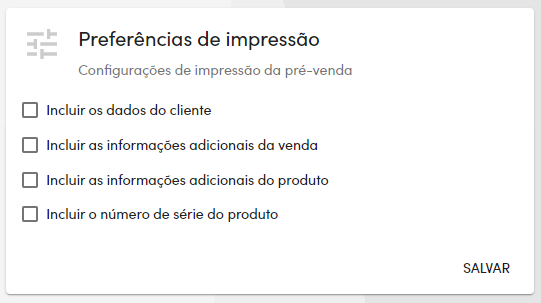 Preferências de impressão
Configurações de impressão da pré-venda
Incluir os dados do cliente
Incluir as informações adicionais da venda
Incluir as informações adicionais do produto
Incluir o número de série do produto
SALVAR